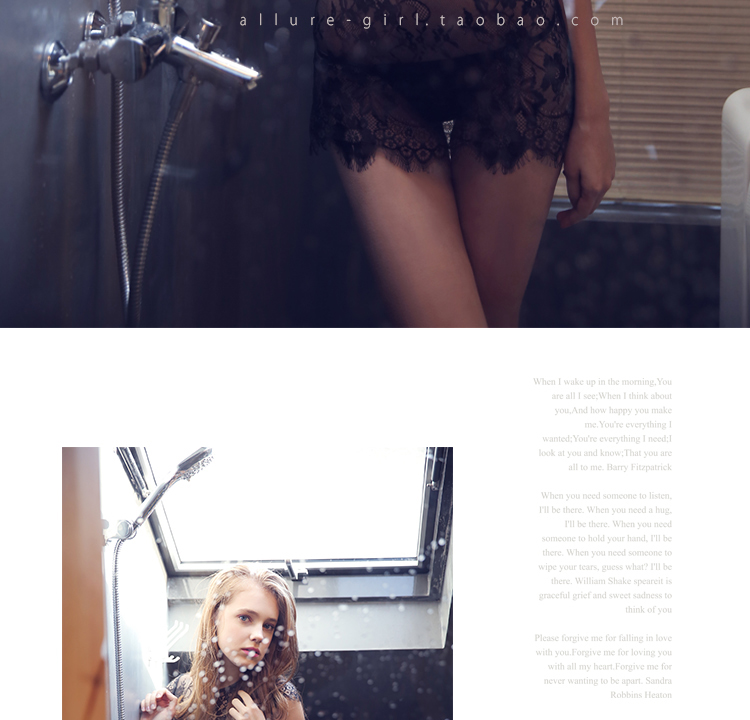 allure-girl.taobao.com
When I wake up in the morning,You
are all I see;When I think about
you,And how happy you make
me.You're everything I
wanted;You're everything I need;I
look at you and know;That you are
all to me. Barry Fitzpatrick
When you need someone to listen,
I'll be there. When you need a hug,
I'll be there. When you need
someone to hold your hand, I'll be
there. When you need someone to
wipe your tears, guess what? I'll be
there. William Shake speareit is
graceful grief and sweet sadness to
think of you
Please forgive me for falling in love
with you.Forgive me for loving you
with all my heart.Forgive me for
never wanting to be apart. Sandra
Robbins Heaton